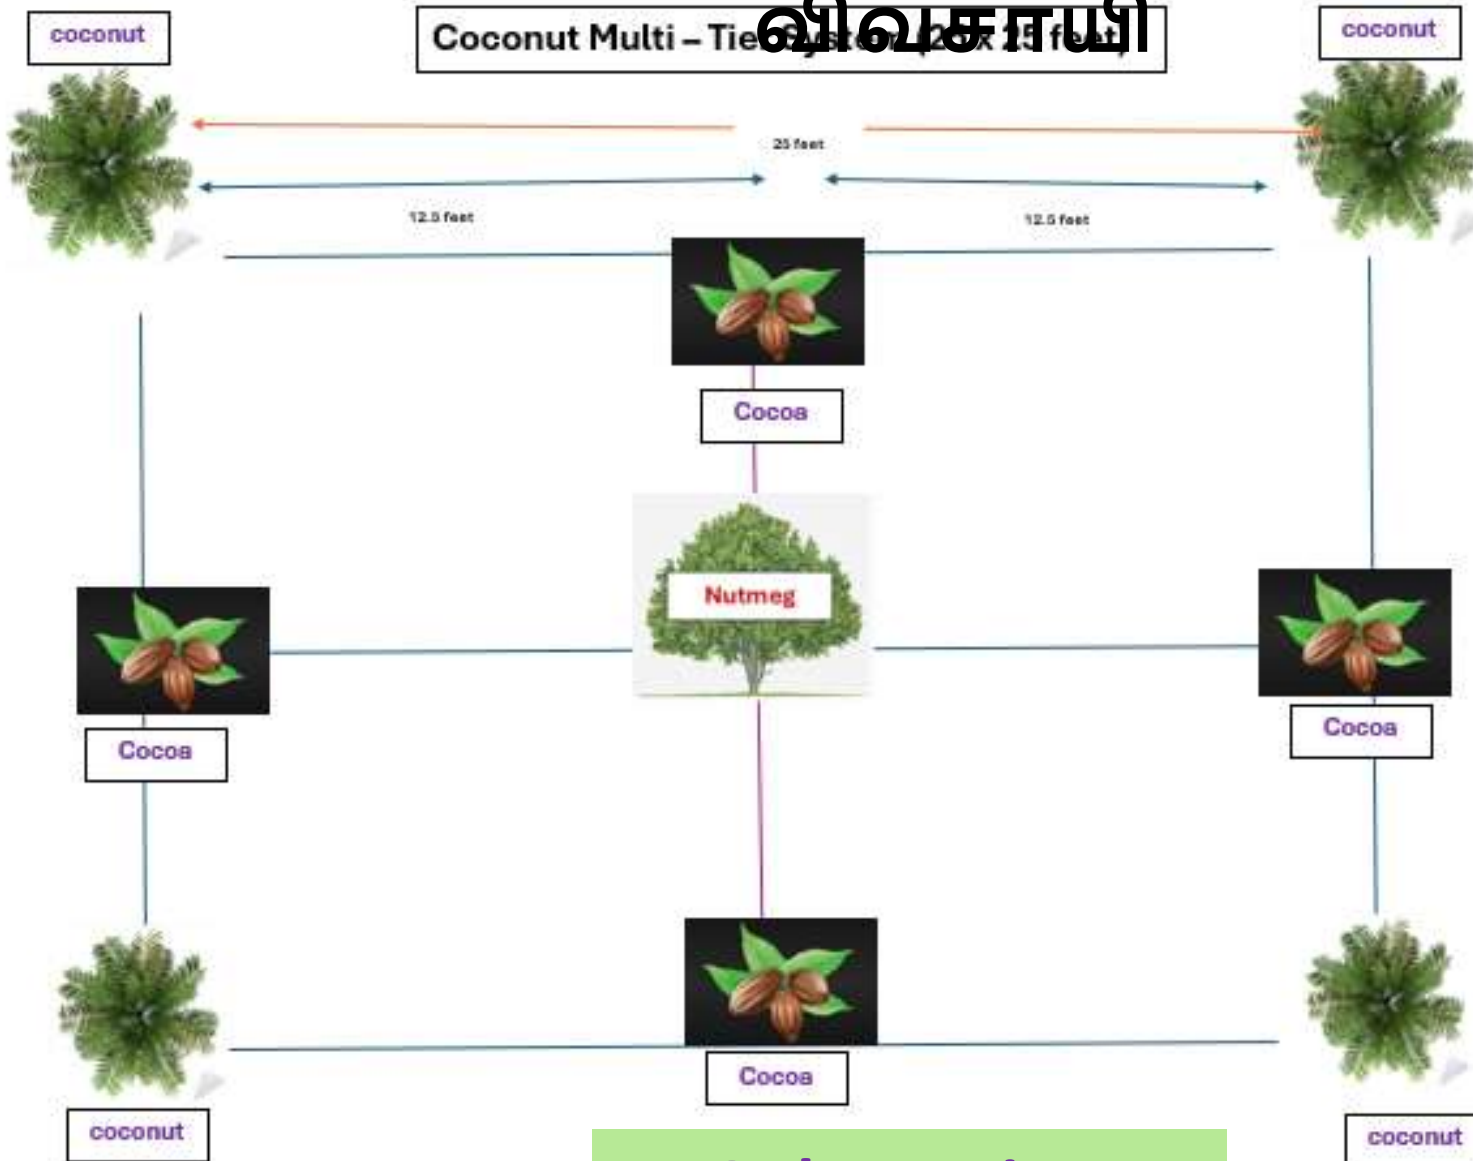 coconut
Coconut Multi – Tier System (25 x 25 feet)
விவசாயி
coconut
25 feet
12.5 feet
12.5 feet
Cocoa
Nutmeg
Cocoa
Cocoa
Cocoa
coconut
coconut